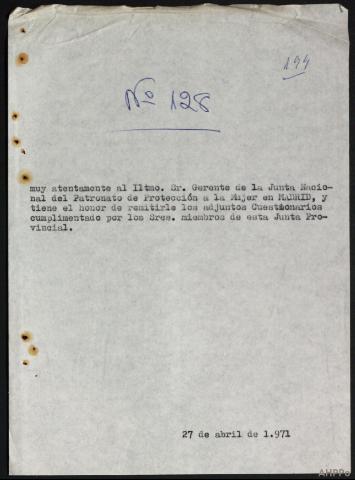 194
Nº 128
muy atentamente al Iltmo. Sr. Gerente de la Junta Nacio-
nal del Patronato de Protección a la Mujer en MADRID, y
tiene el honor de remitirle los adjuntos Cuestionarios
cumplimentado por los Sres. miembros de esta Junta Pro-
vincial.
27 de abril de 1.971
AHPPo